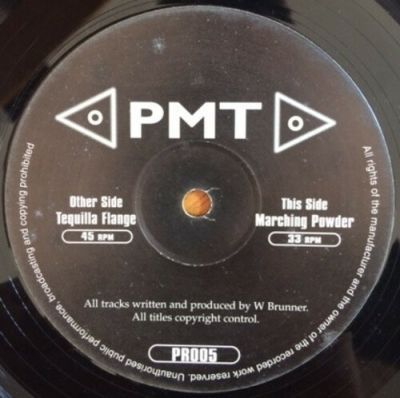 PMT
Other Side
Tequilla Flange
45 RPM
This Side
Marching Powder
33 RPM
All tracks written and produced by W Brunner.
All titles copyright control.
PR005
All rights of the manufacturer and the owner of the recorded work reserved. Unauthorised public performance, broadcasting and copying prohibited